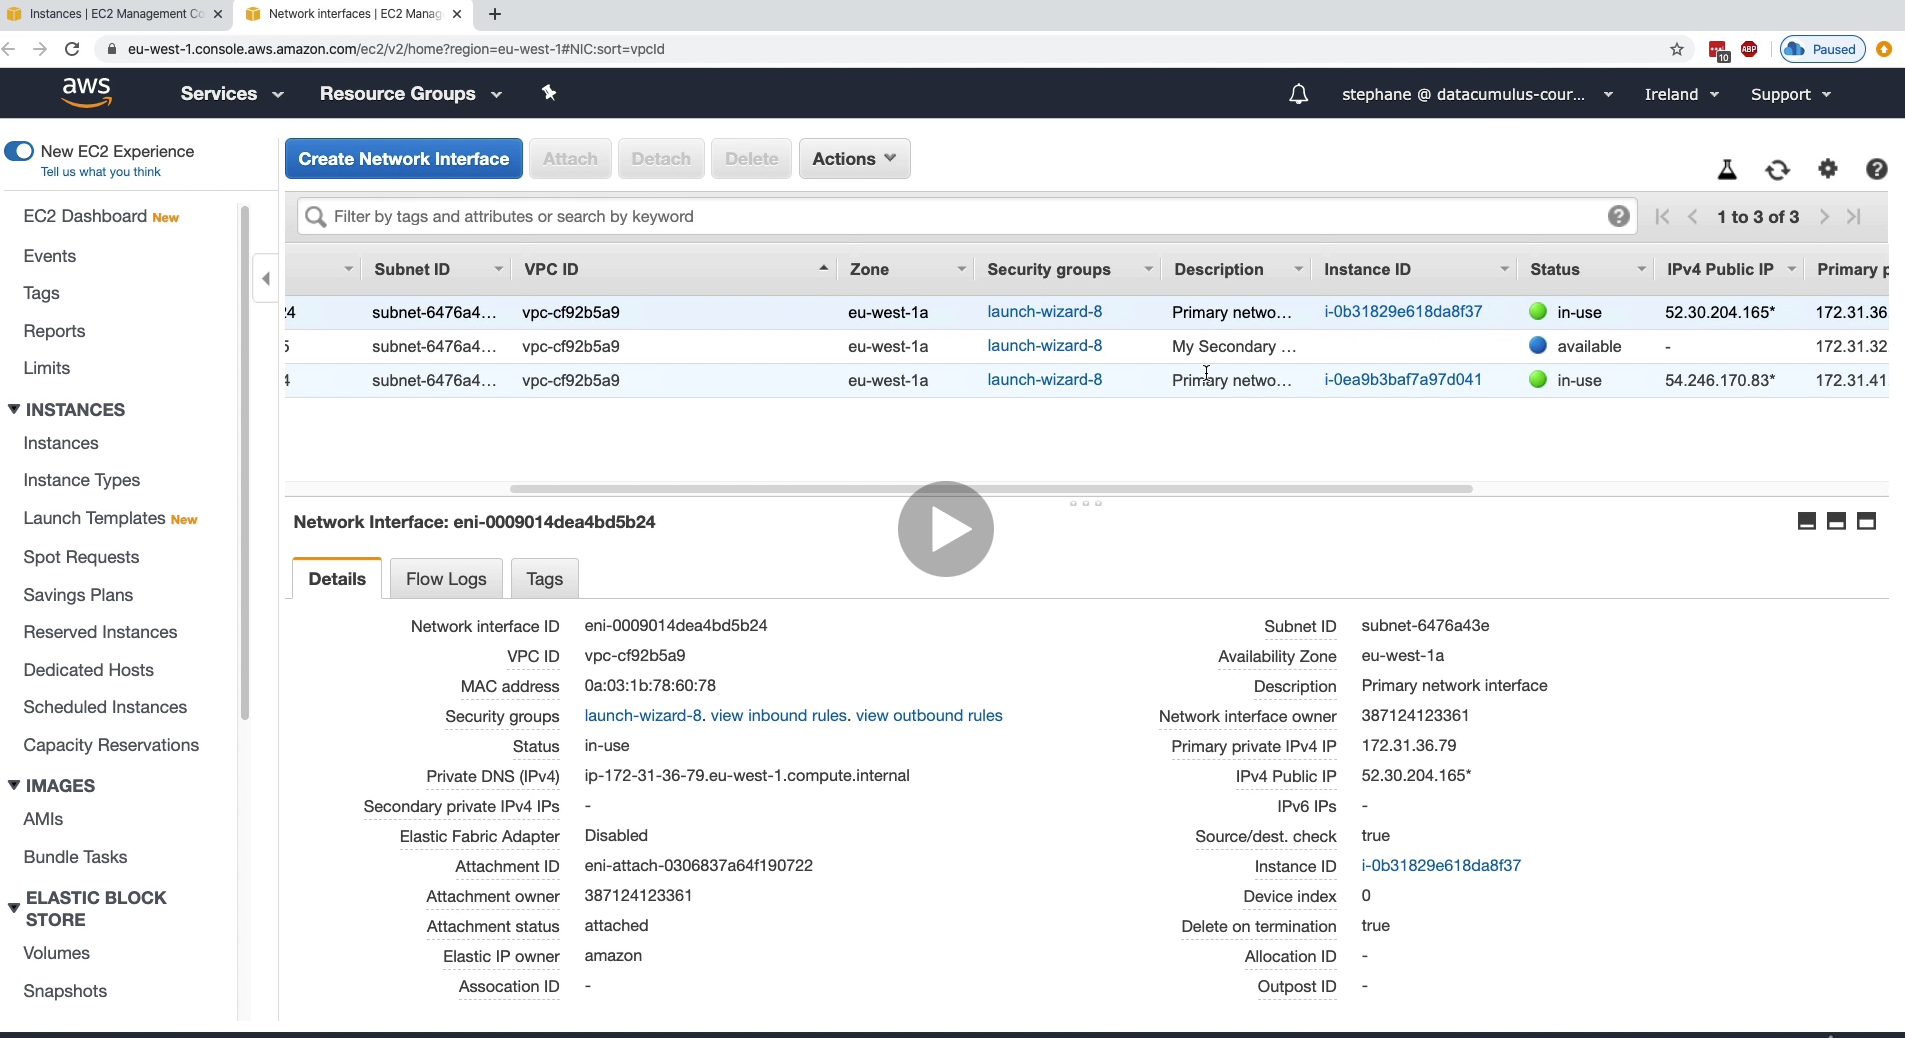 Instances | EC2 Management Co
Network interfaces | EC2 Manag
eu-west-1.console.aws.amazon.com/ec2/v2/home?region=eu-west-1#NIC:sort=vpcId
10
ABP
Paused
aws
Services
Resource Groups
stephane @ datacumulus-cour...
Ireland
Support
New EC2 Experience
Tell us what you think
Create Network Interface
Attach
Detach
Delete
Actions
EC2 Dashboard New
Events
Tags
Reports
Limits
INSTANCES
Instances
Instance Types
Launch Templates New
Spot Requests
Savings Plans
Reserved Instances
Dedicated Hosts
Scheduled Instances
Capacity Reservations
IMAGES
AMIs
Bundle Tasks
ELASTIC BLOCK
STORE
Volumes
Snapshots
Filter by tags and attributes or search by keyword
1 to 3 of 3
Subnet ID VPC ID Zone Security groups Description Instance ID Status IPv4 Public IP Primary p
24 subnet-6476a4... vpc-cf92b5a9 eu-west-1a launch-wizard-8 Primary netwo... i-0b31829e618da8f37 in-use 52.30.204.165* 172.31.36
5 subnet-6476a4... vpc-cf92b5a9 eu-west-1a launch-wizard-8 My Secondary ... available - 172.31.32
4 subnet-6476a4... vpc-cf92b5a9 eu-west-1a launch-wizard-8 Primary netwo... i-0ea9b3baf7a97d041 in-use 54.246.170.83* 172.31.41
Network Interface: eni-0009014dea4bd5b24
Details
Flow Logs
Tags
Network interface ID eni-0009014dea4bd5b24
VPC ID vpc-cf92b5a9
MAC address 0a:03:1b:78:60:78
Security groups launch-wizard-8. view inbound rules. view outbound rules
Status in-use
Private DNS (IPv4) ip-172-31-36-79.eu-west-1.compute.internal
Secondary private IPv4 IPs -
Elastic Fabric Adapter Disabled
Attachment ID eni-attach-0306837a64f190722
Attachment owner 387124123361
Attachment status attached
Elastic IP owner amazon
Assocation ID -
Subnet ID subnet-6476a43e
Availability Zone eu-west-1a
Description Primary network interface
Network interface owner 387124123361
Primary private IPv4 IP 172.31.36.79
IPv4 Public IP 52.30.204.165*
IPv6 IPs -
Source/dest. check true
Instance ID i-0b31829e618da8f37
Device index 0
Delete on termination true
Allocation ID -
Outpost ID -